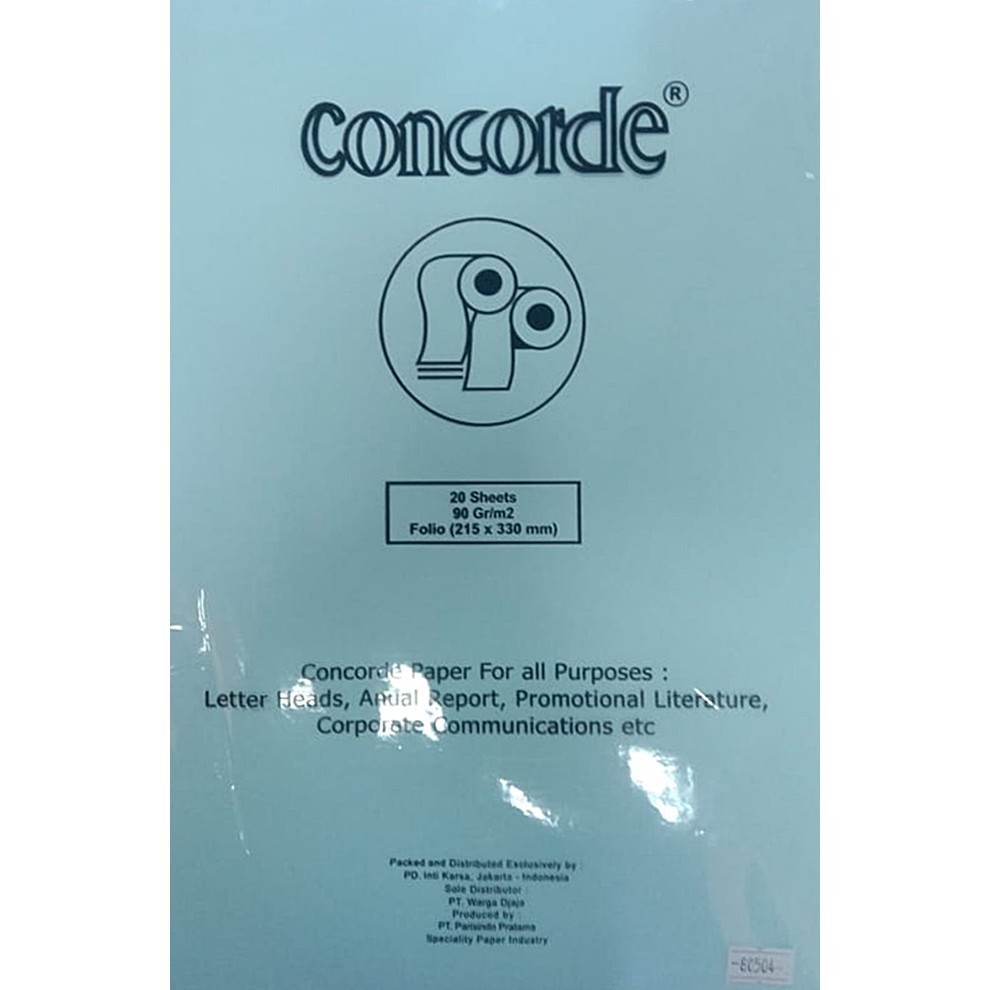 concorde®
20 Sheets
90 Gr/m2
Folio (215 x 330 mm)
Concorde Paper For all Purposes :
Letter Heads, Anual Report, Promotional Literature,
Corporate Communications etc
Packed and Distributed Exclusively by :
PD. Inti Karsa, Jakarta - Indonesia
Sole Distributor :
PT. Warga Djaja
Produced by :
PT. Parisindo Pratama
Speciality Paper Industry